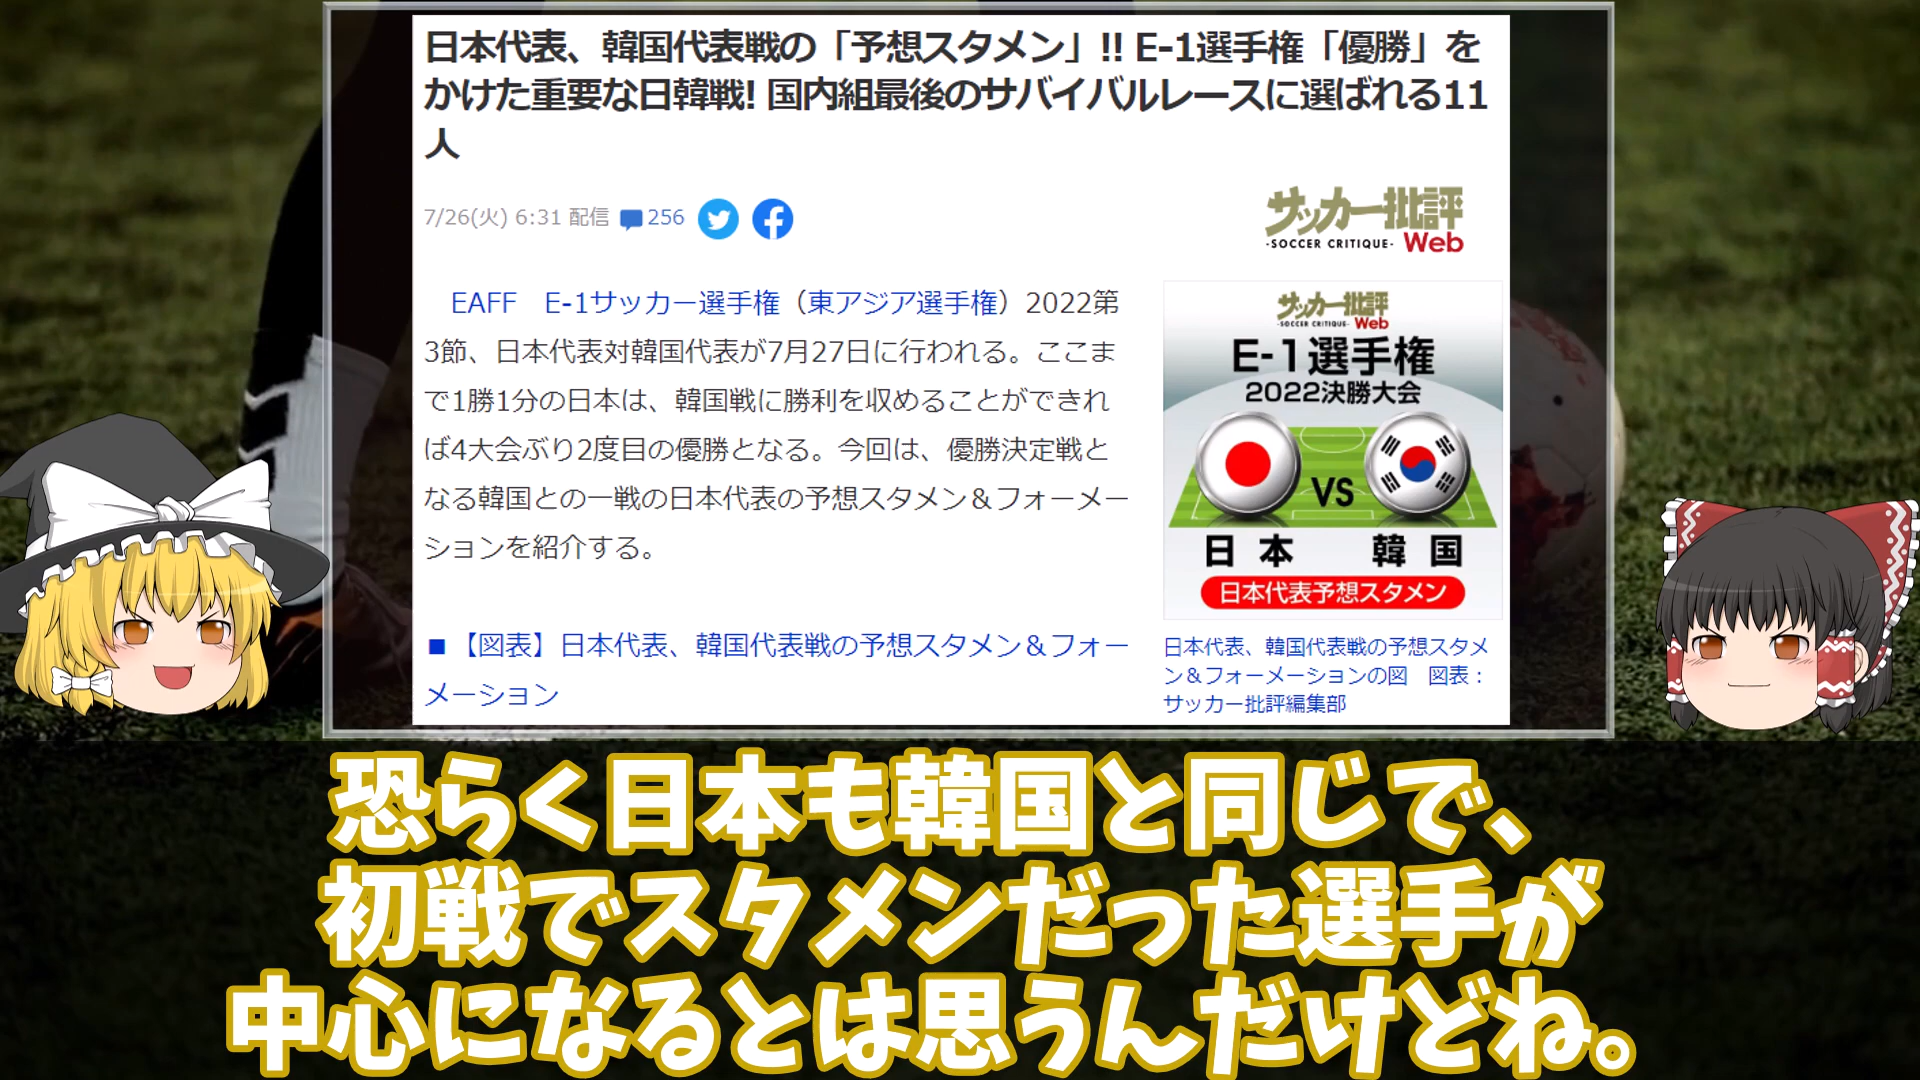 日本代表、韓国代表戦の「予想スタメン」!! E-1選手権「優勝」を
かけた重要な日韓戦! 国内組最後のサバイバルレースに選ばれる11
人
7/26(火) 6:31 配信 256
サッカー批評
-SOCCER CRITIQUE- Web
EAFF　E-1サッカー選手権（東アジア選手権）2022第
3節、日本代表対韓国代表が7月27日に行われる。ここま
で1勝1分の日本は、韓国戦に勝利を収めることができれ
ば4大会ぶり2度目の優勝となる。今回は、優勝決定戦と
なる韓国との一戦の日本代表の予想スタメン＆フォーメー
ションを紹介する。
■【図表】日本代表、韓国代表戦の予想スタメン＆フォー
メーション
サッカー批評
-SOCCER CRITIQUE- Web
E-1選手権
2022決勝大会
VS
日本 韓国
日本代表予想スタメン
日本代表、韓国代表戦の予想スタメ
ン＆フォーメーションの図　図表：
サッカー批評編集部
恐らく日本も韓国と同じで、
初戦でスタメンだった選手が
中心になるとは思うんだけどね。